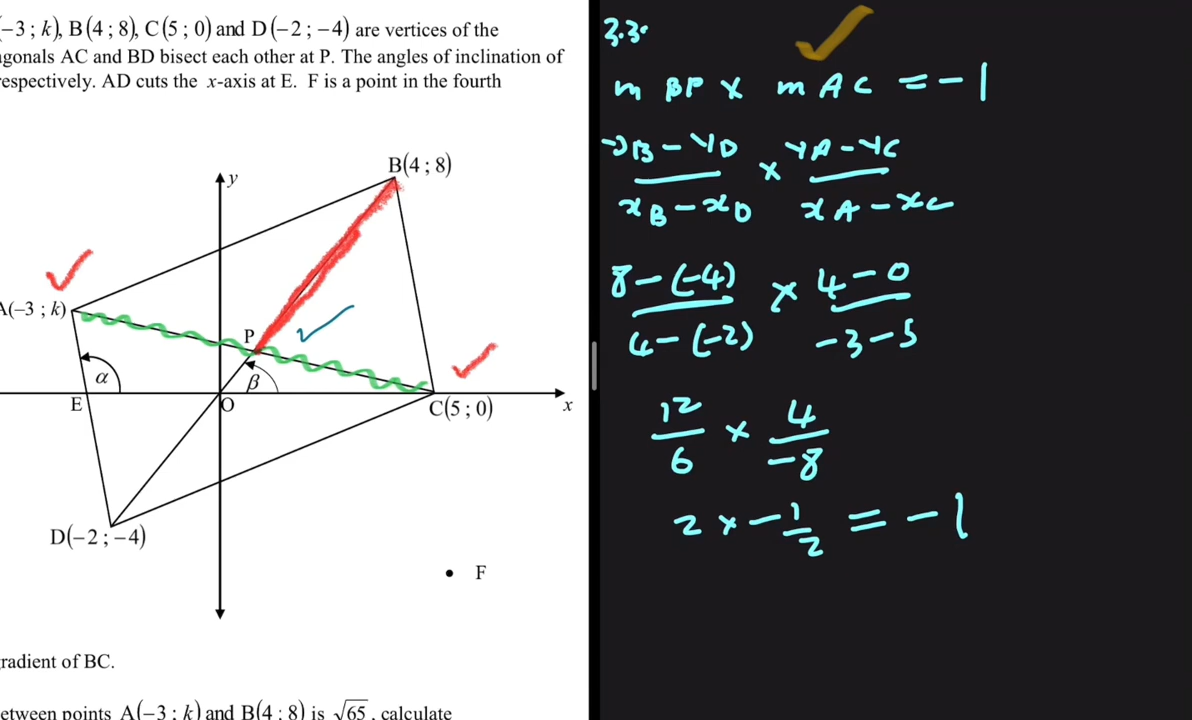 −3 ; k), B(4 ; 8), C(5 ; 0) and D(−2 ; −4) are vertices of the
agonals AC and BD bisect each other at P. The angles of inclination of
respectively. AD cuts the x-axis at E. F is a point in the fourth
B(4 ; 8)
y
A(−3 ; k)
P
α
β
E
O
C(5 ; 0)
x
D(−2 ; −4)
F
radient of BC.
etween points A(−3 ; k) and B(4 ; 8) is √65, calculate
3.3.
m BP x m AC = -1
yB - yD x yA - yC
xB - xD xA - xC
8 - (-4) x 4 - 0
4 - (-2) -3 - 5
12 x 4
6 -8
2 x -1/2 = -1